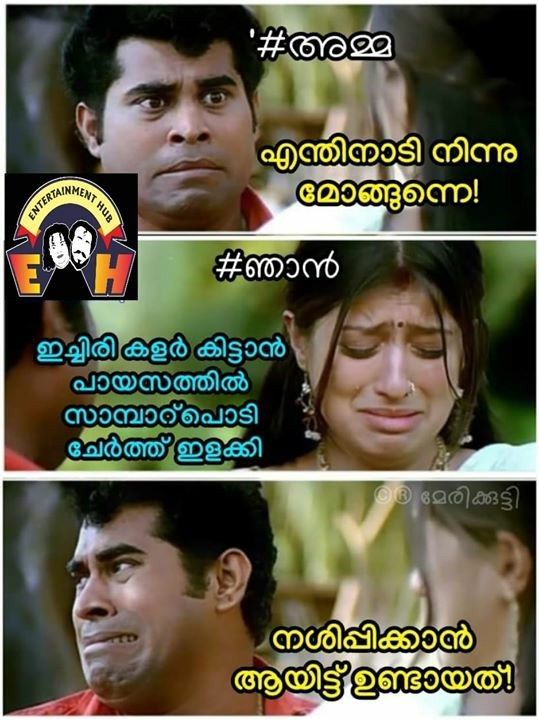 '#അമ്മ
എന്തിനാടി നിന്നു
മോങ്ങുന്നെ!
ENTERTAINMENT HUB
E H
#ഞാൻ
ഇച്ചിരി കളർ കിട്ടാൻ
പായസത്തിൽ
സാമ്പാറ്പൊടി
ചേർത്ത് ഇളക്കി
©® മേരിക്കുട്ടി
നശിപ്പിക്കാൻ
ആയിട്ട് ഉണ്ടായത്!